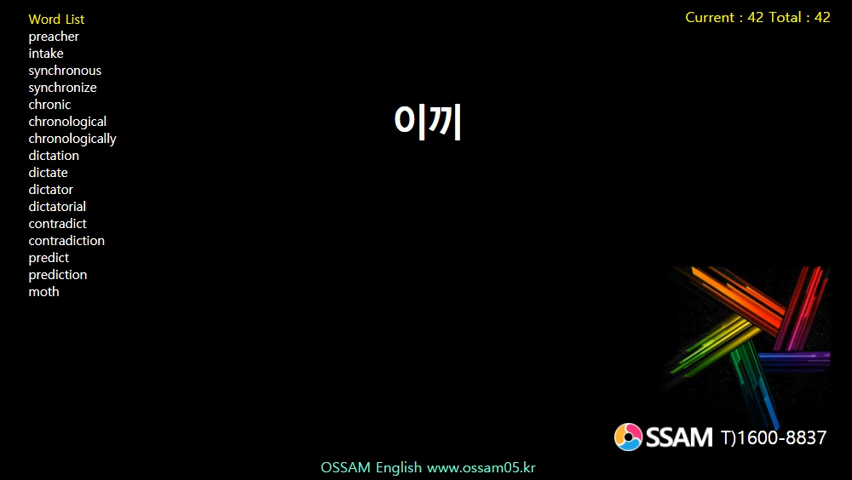 Word List
preacher
intake
synchronous
synchronize
chronic
chronological
chronologically
dictation
dictate
dictator
dictatorial
contradict
contradiction
predict
prediction
moth
Current : 42 Total : 42
이끼
OSSAM T)1600-8837
OSSAM English www.ossam05.kr